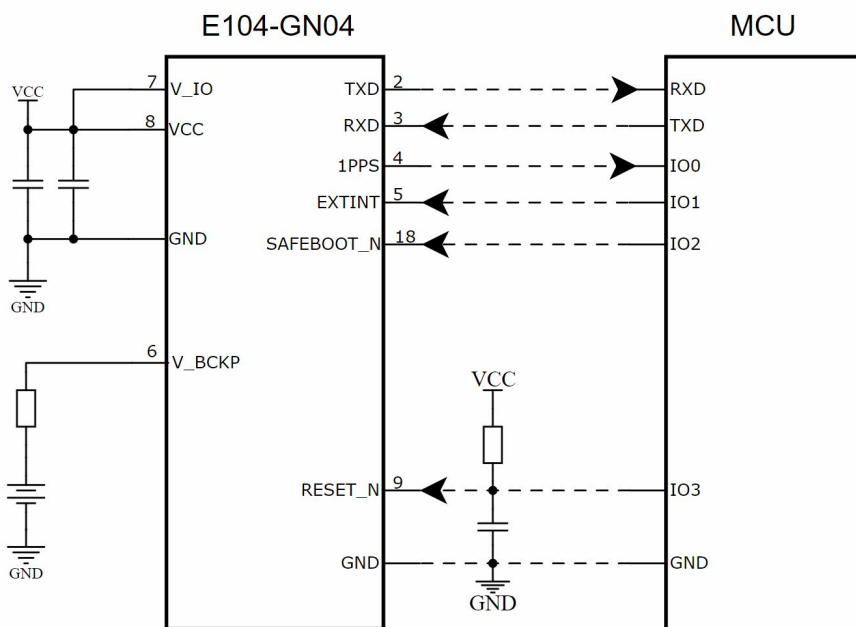 E104-GN04
MCU
VCC
7
V_IO
TXD
2
RXD
8
VCC
RXD
3
TXD
1PPS
4
IO0
EXTINT
5
IO1
GND
SAFEBOOT_N
18
IO2
GND
6
V_BCKP
VCC
RESET_N
9
IO3
GND
GND
GND
GND